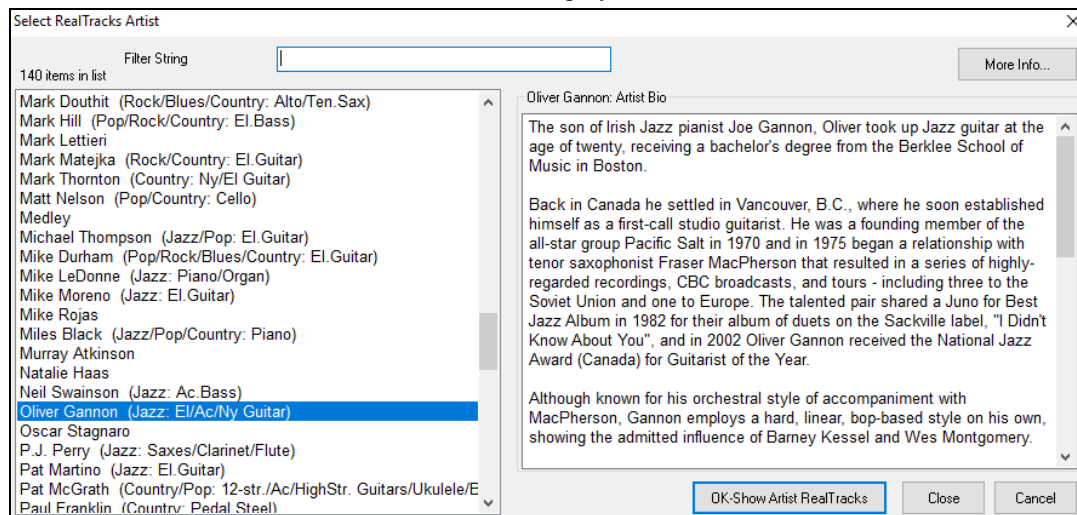 Select RealTracks Artist
Filter String
140 items in list
More Info...
Mark Douthit (Rock/Blues/Country: Alto/Ten.Sax)
Mark Hill (Pop/Rock/Country: El.Bass)
Mark Lettieri
Mark Matejka (Rock/Country: El.Guitar)
Mark Thornton (Country: Ny/El Guitar)
Matt Nelson (Pop/Country: Cello)
Medley
Michael Thompson (Jazz/Pop: El.Guitar)
Mike Durham (Pop/Rock/Blues/Country: El.Guitar)
Mike LeDonne (Jazz: Piano/Organ)
Mike Moreno (Jazz: El.Guitar)
Mike Rojas
Miles Black (Jazz/Pop/Country: Piano)
Murray Atkinson
Natalie Haas
Neil Swainson (Jazz: Ac.Bass)
Oliver Gannon (Jazz: El/Ac/Ny Guitar)
Oscar Stagnaro
P.J. Perry (Jazz: Saxes/Clarinet/Flute)
Pat Martino (Jazz: El.Guitar)
Pat McGrath (Country/Pop: 12-str./Ac/HighStr. Guitars/Ukulele/E
Paul Franklin (Country: Pedal Steel)
Oliver Gannon: Artist Bio
The son of Irish Jazz pianist Joe Gannon, Oliver took up Jazz guitar at the
age of twenty, receiving a bachelor's degree from the Berklee School of
Music in Boston.
Back in Canada he settled in Vancouver, B.C., where he soon established
himself as a first-call studio guitarist. He was a founding member of the
all-star group Pacific Salt in 1970 and in 1975 began a relationship with
tenor saxophonist Fraser MacPherson that resulted in a series of highly-
regarded recordings, CBC broadcasts, and tours - including three to the
Soviet Union and one to Europe. The talented pair shared a Juno for Best
Jazz Album in 1982 for their album of duets on the Sackville label, "I Didn't
Know About You", and in 2002 Oliver Gannon received the National Jazz
Award (Canada) for Guitarist of the Year.
Although known for his orchestral style of accompaniment with
MacPherson, Gannon employs a hard, linear, bop-based style on his own,
showing the admitted influence of Barney Kessel and Wes Montgomery.
OK-Show Artist RealTracks
Close
Cancel